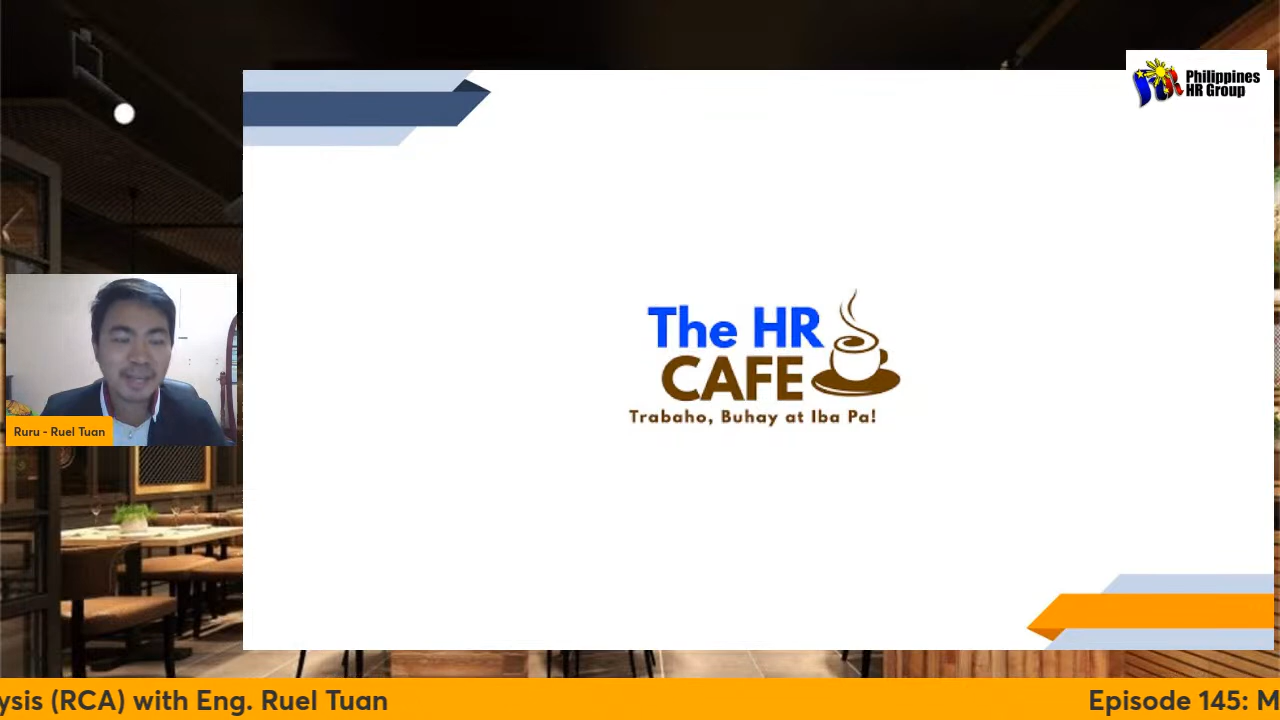 Philippines
HR Group
The HR
CAFE
Trabaho, Buhay at Iba Pa!
Ruru - Ruel Tuan
ysis (RCA) with Eng. Ruel Tuan
Episode 145: M